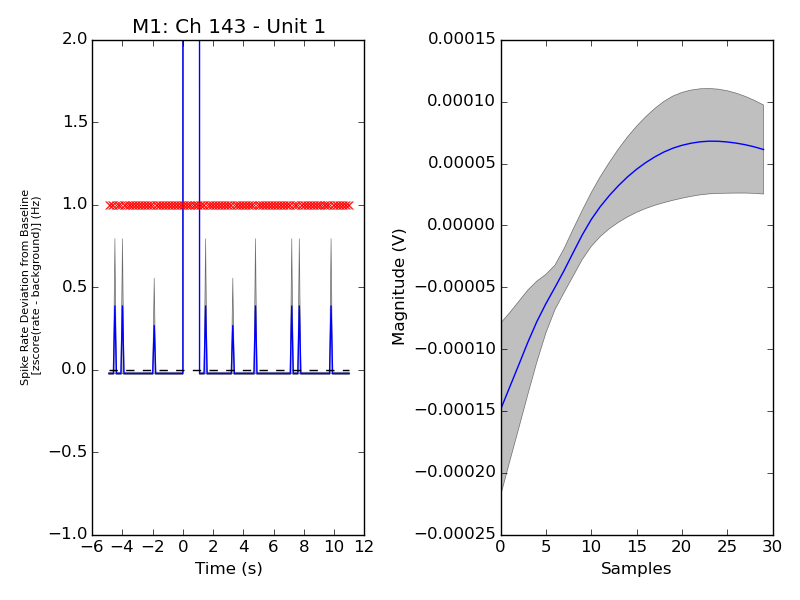 M1: Ch 143 - Unit 1
2.0
1.5
1.0
0.5
0.0
−0.5
−1.0
−6 −4 −2 0 2 4 6 8 10 12
Time (s)
Spike Rate Deviation from Baseline
[zscore(rate - background)] (Hz)
0.00015
0.00010
0.00005
0.00000
−0.00005
−0.00010
−0.00015
−0.00020
−0.00025
0 5 10 15 20 25 30
Samples
Magnitude (V)